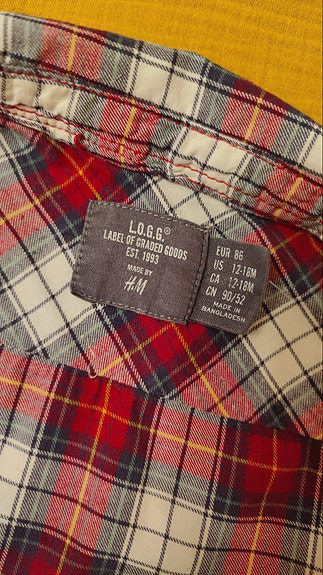 L.O.G.G.®
LABEL OF GRADED GOODS
EST. 1993
MADE BY
H&M
EUR 86
US 12-18M
CA 12-18M
CN 90/52
MADE IN
BANGLADESH